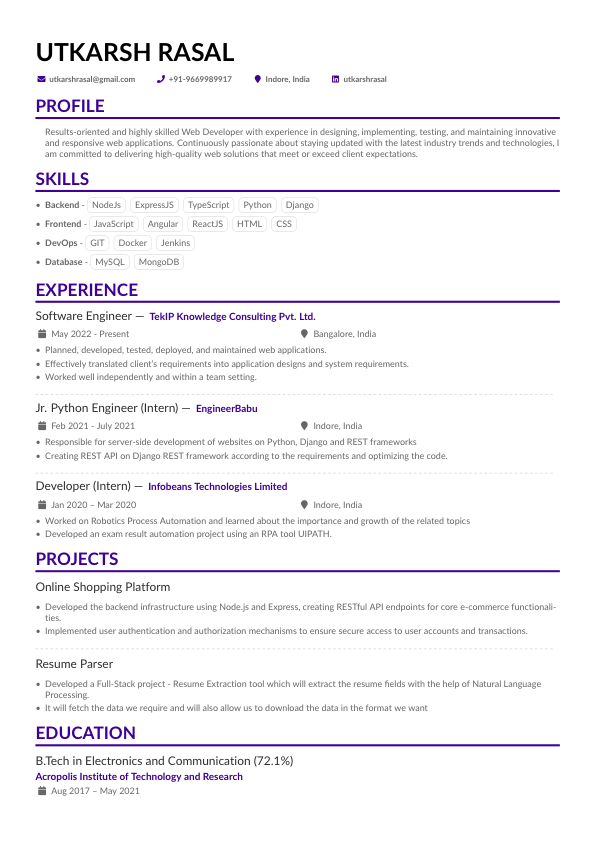 UTKARSH RASAL
utkarshrasal@gmail.com +91-9669989917 Indore, India utkarshrasal
PROFILE
Results-oriented and highly skilled Web Developer with experience in designing, implementing, testing, and maintaining innovative
and responsive web applications. Continuously passionate about staying updated with the latest industry trends and technologies, I
am committed to delivering high-quality web solutions that meet or exceed client expectations.
SKILLS
• Backend - NodeJs ExpressJS TypeScript Python Django
• Frontend - JavaScript Angular ReactJS HTML CSS
• DevOps - GIT Docker Jenkins
• Database - MySQL MongoDB
EXPERIENCE
Software Engineer — TekIP Knowledge Consulting Pvt. Ltd.
May 2022 - Present Bangalore, India
• Planned, developed, tested, deployed, and maintained web applications.
• Effectively translated client's requirements into application designs and system requirements.
• Worked well independently and within a team setting.
Jr. Python Engineer (Intern) — EngineerBabu
Feb 2021 - July 2021 Indore, India
• Responsible for server-side development of websites on Python, Django and REST frameworks
• Creating REST API on Django REST framework according to the requirements and optimizing the code.
Developer (Intern) — Infobeans Technologies Limited
Jan 2020 – Mar 2020 Indore, India
• Worked on Robotics Process Automation and learned about the importance and growth of the related topics
• Developed an exam result automation project using an RPA tool UIPATH.
PROJECTS
Online Shopping Platform
• Developed the backend infrastructure using Node.js and Express, creating RESTful API endpoints for core e-commerce functionali-
ties.
• Implemented user authentication and authorization mechanisms to ensure secure access to user accounts and transactions.
Resume Parser
• Developed a Full-Stack project - Resume Extraction tool which will extract the resume fields with the help of Natural Language
Processing.
• It will fetch the data we require and will also allow us to download the data in the format we want
EDUCATION
B.Tech in Electronics and Communication (72.1%)
Acropolis Institute of Technology and Research
Aug 2017 – May 2021